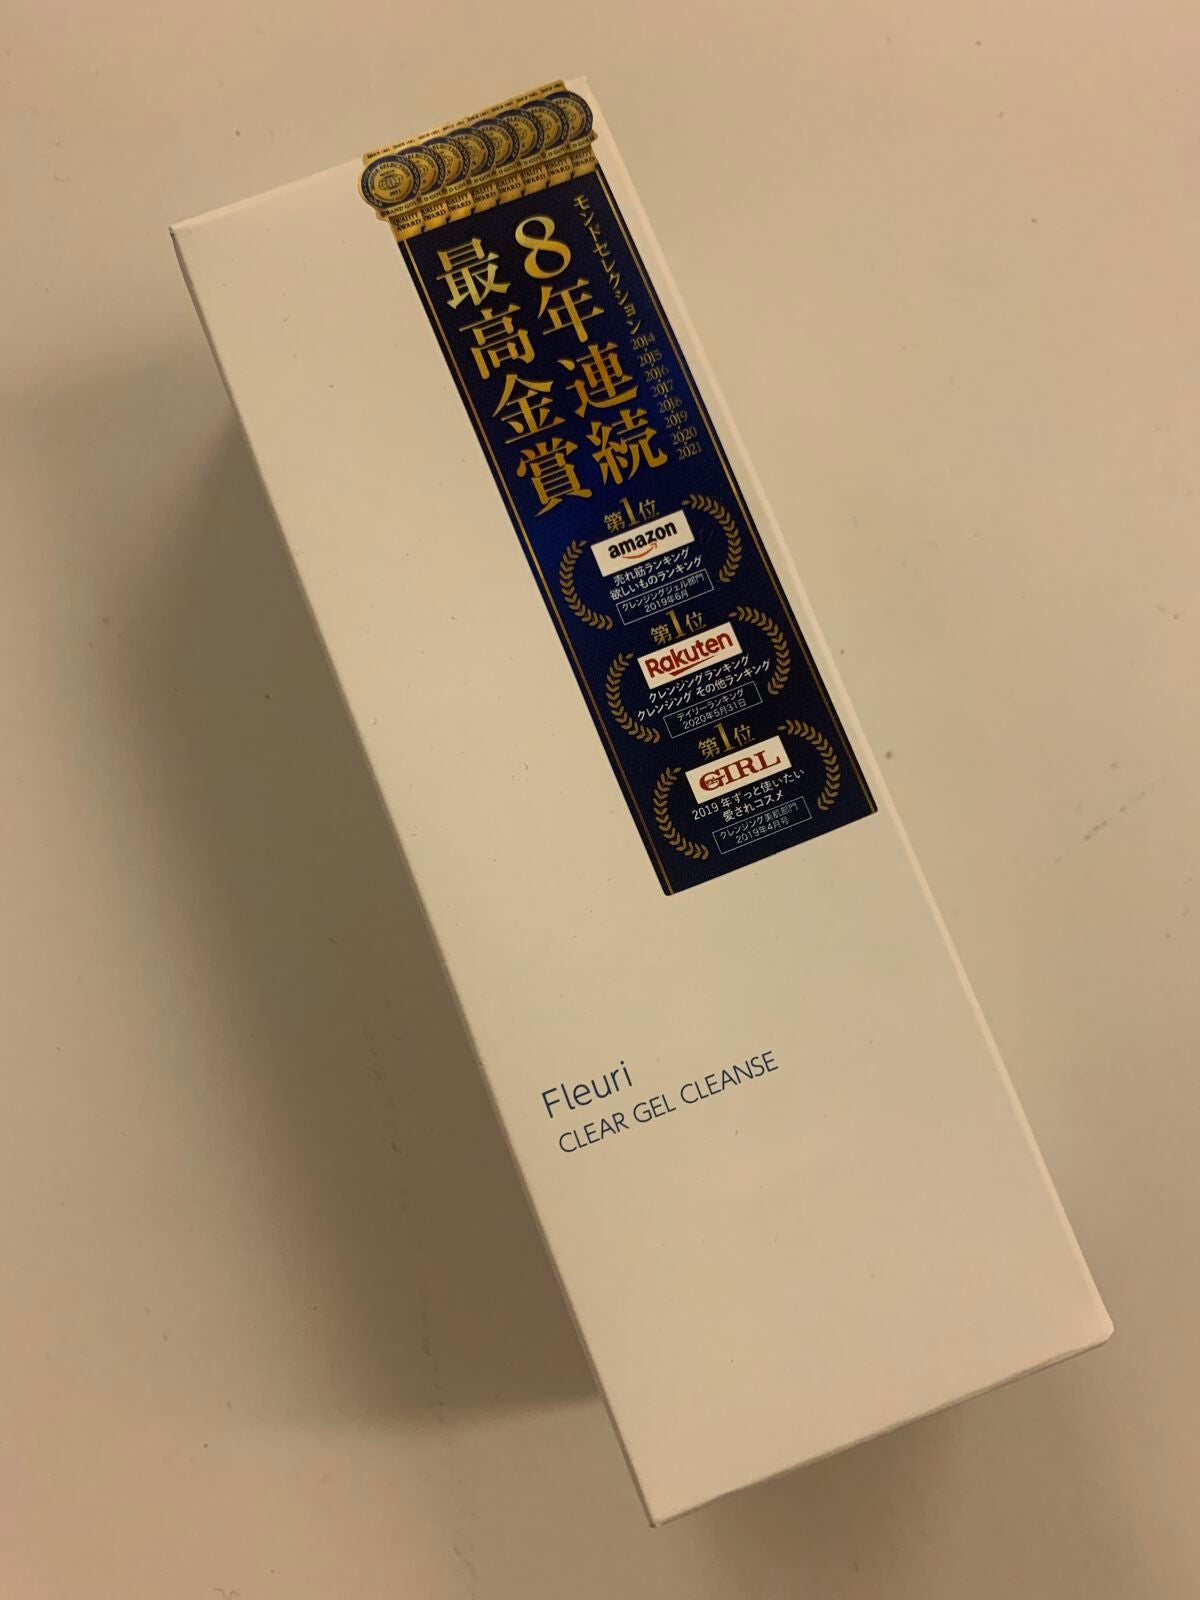 モンドセレクション 2014・2015・2016・2017・2018・2019・2020・2021
8年連続
最高金賞
第1位
amazon
売れ筋ランキング
欲しいものランキング
クレンジングジェル部門
2019年6月
第1位
Rakuten
クレンジングランキング
クレンジング その他ランキング
デイリーランキング
2020年5月31日
第1位
GIRL
2019年ずっと使いたい
愛されコスメ
クレンジング美肌部門
2019年4月号
Fleuri
CLEAR GEL CLEANSE